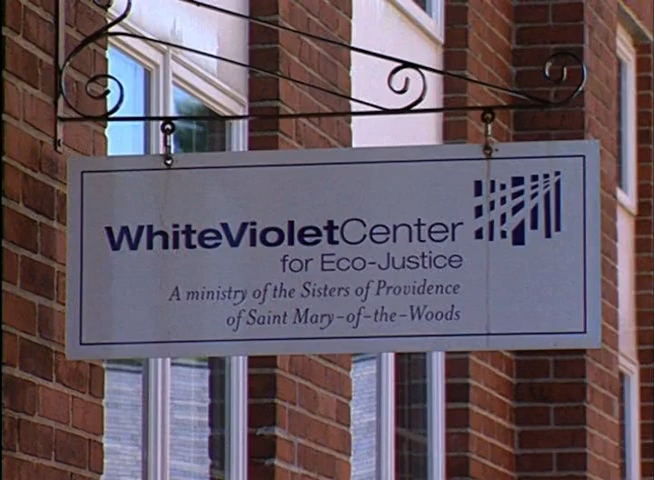 WhiteVioletCenter
for Eco-Justice
A ministry of the Sisters of Providence
of Saint Mary-of-the-Woods